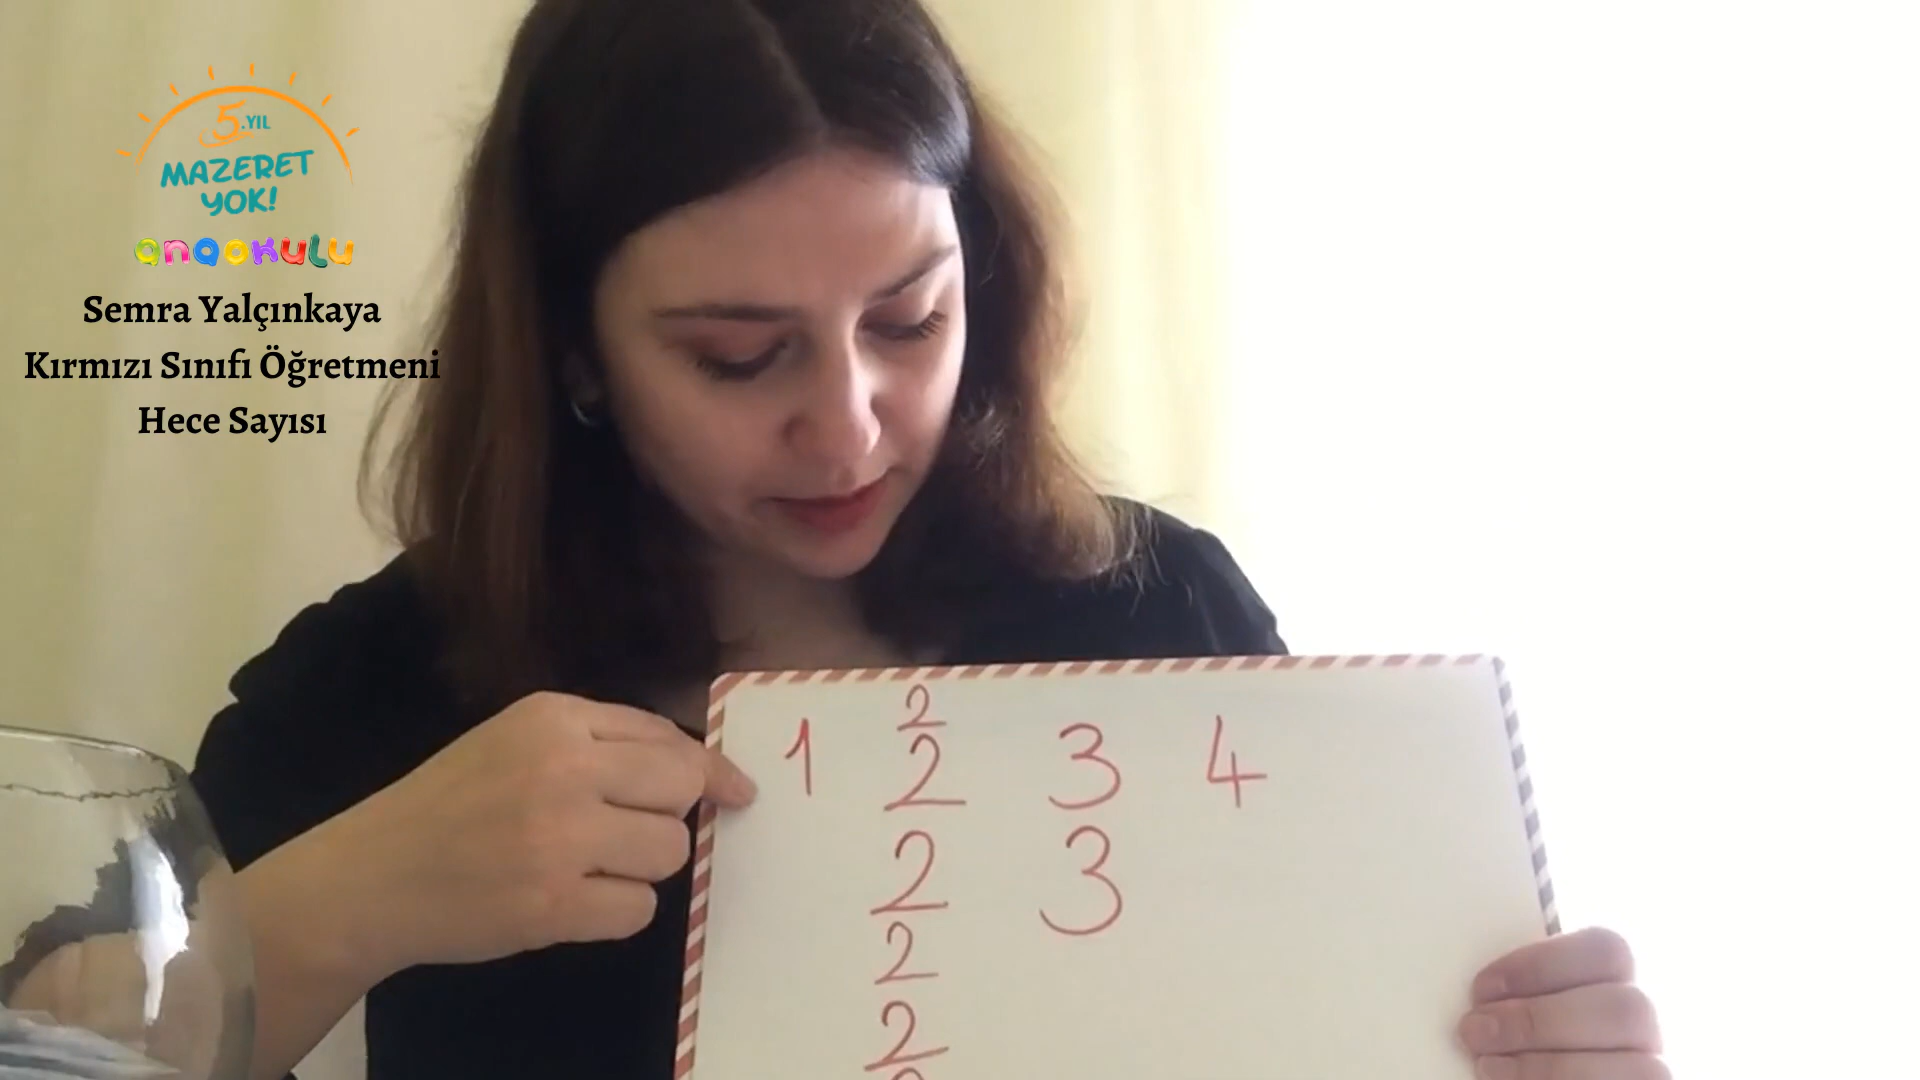 5.YIL
MAZERET
YOK!
anaokulu
Semra Yalçınkaya
Kırmızı Sınıfı Öğretmeni
Hece Sayısı
2
1 2 3 4
2 3
2
2